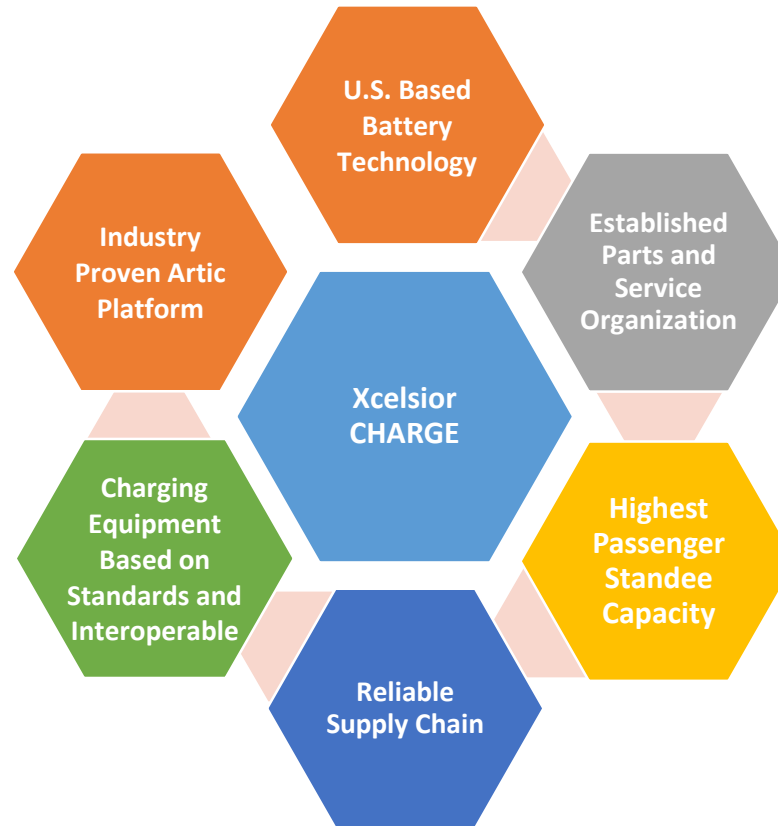 U.S. Based
Battery
Technology
Industry
Proven Artic
Platform
Established
Parts and
Service
Organization
Xcelsior
CHARGE
Charging
Equipment
Based on
Standards and
Interoperable
Highest
Passenger
Standee
Capacity
Reliable
Supply Chain